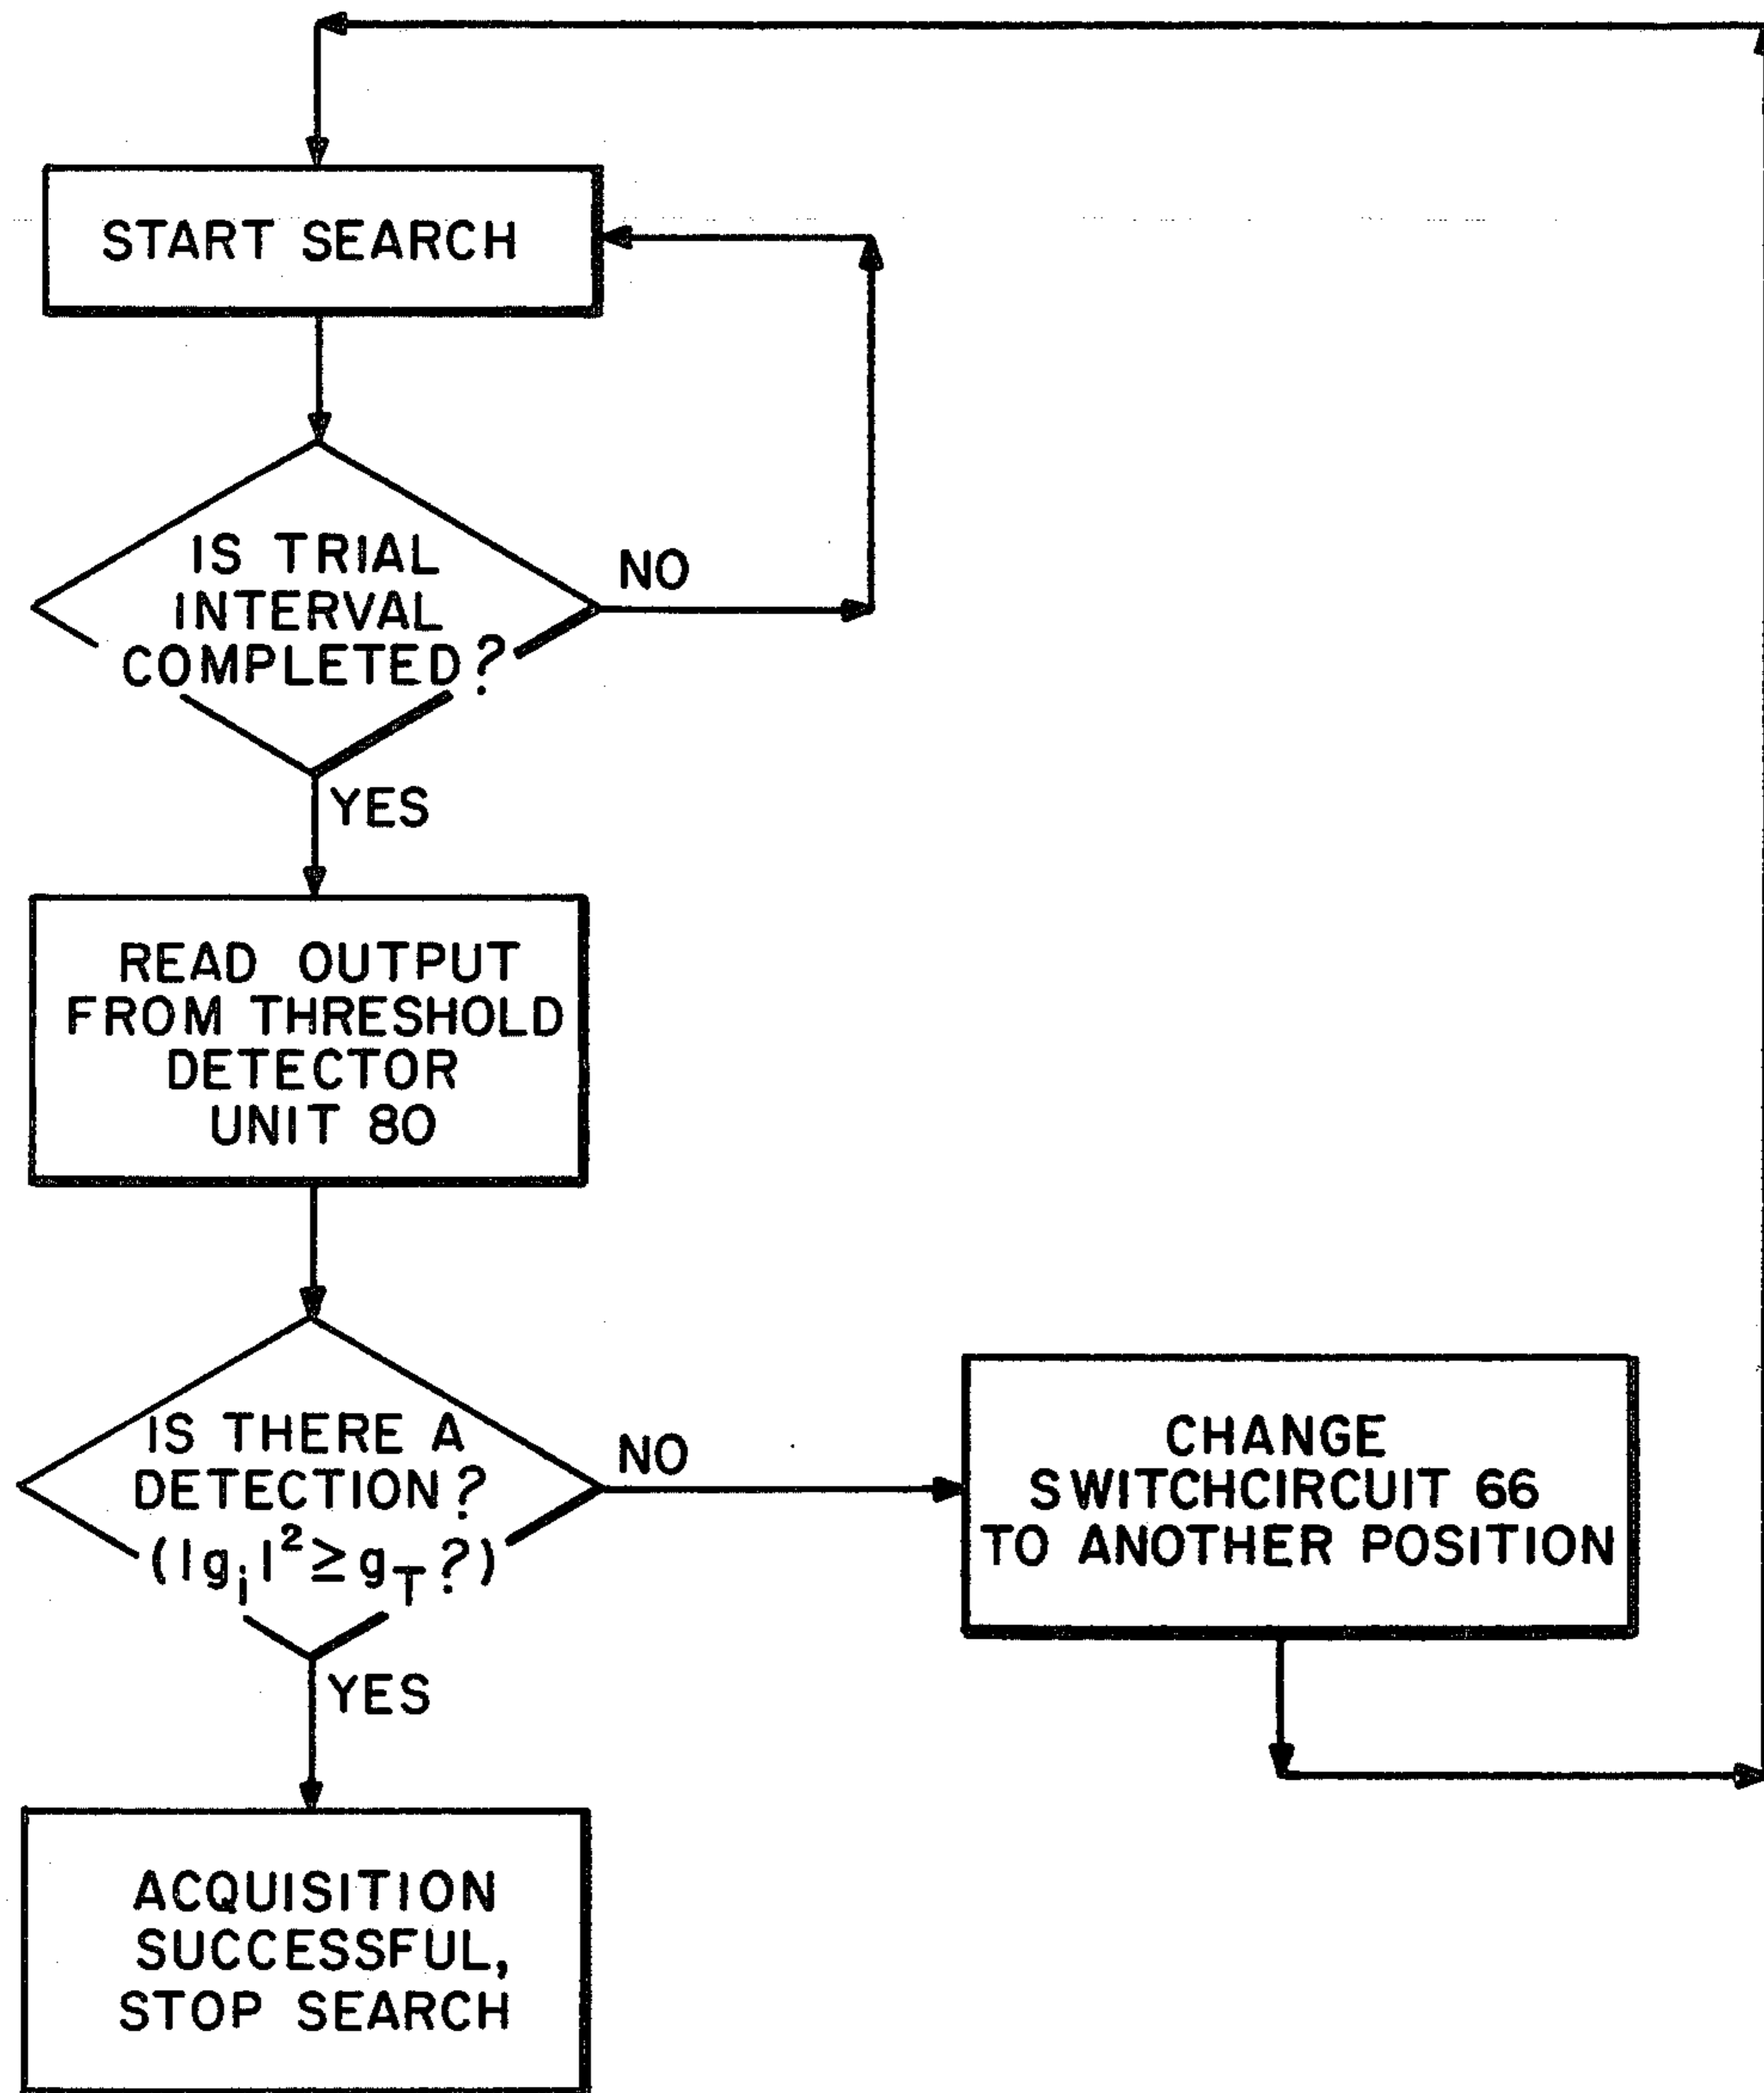 START SEARCH
IS TRIAL
INTERVAL
COMPLETED?
NO
YES
READ OUTPUT
FROM THRESHOLD
DETECTOR
UNIT 80
IS THERE A
DETECTION?
(|gᵢ|² ≥ g_T?)
NO
CHANGE
SWITCHCIRCUIT 66
TO ANOTHER POSITION
YES
ACQUISITION
SUCCESSFUL,
STOP SEARCH